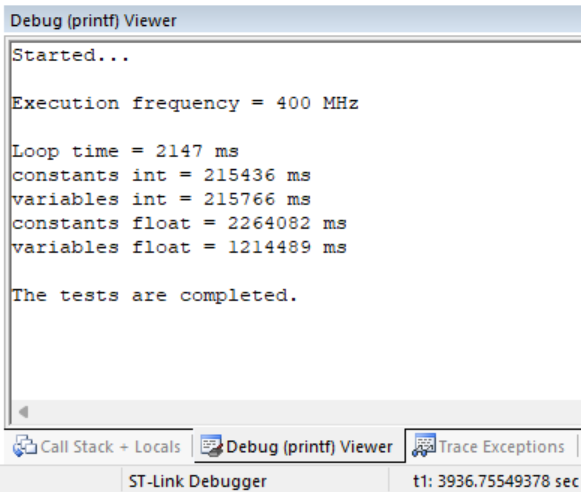 Debug (printf) Viewer
Started...
Execution frequency = 400 MHz
Loop time = 2147 ms
constants int = 215436 ms
variables int = 215766 ms
constants float = 2264082 ms
variables float = 1214489 ms
The tests are completed.
Call Stack + Locals Debug (printf) Viewer Trace Exceptions
ST-Link Debugger t1: 3936.75549378 sec